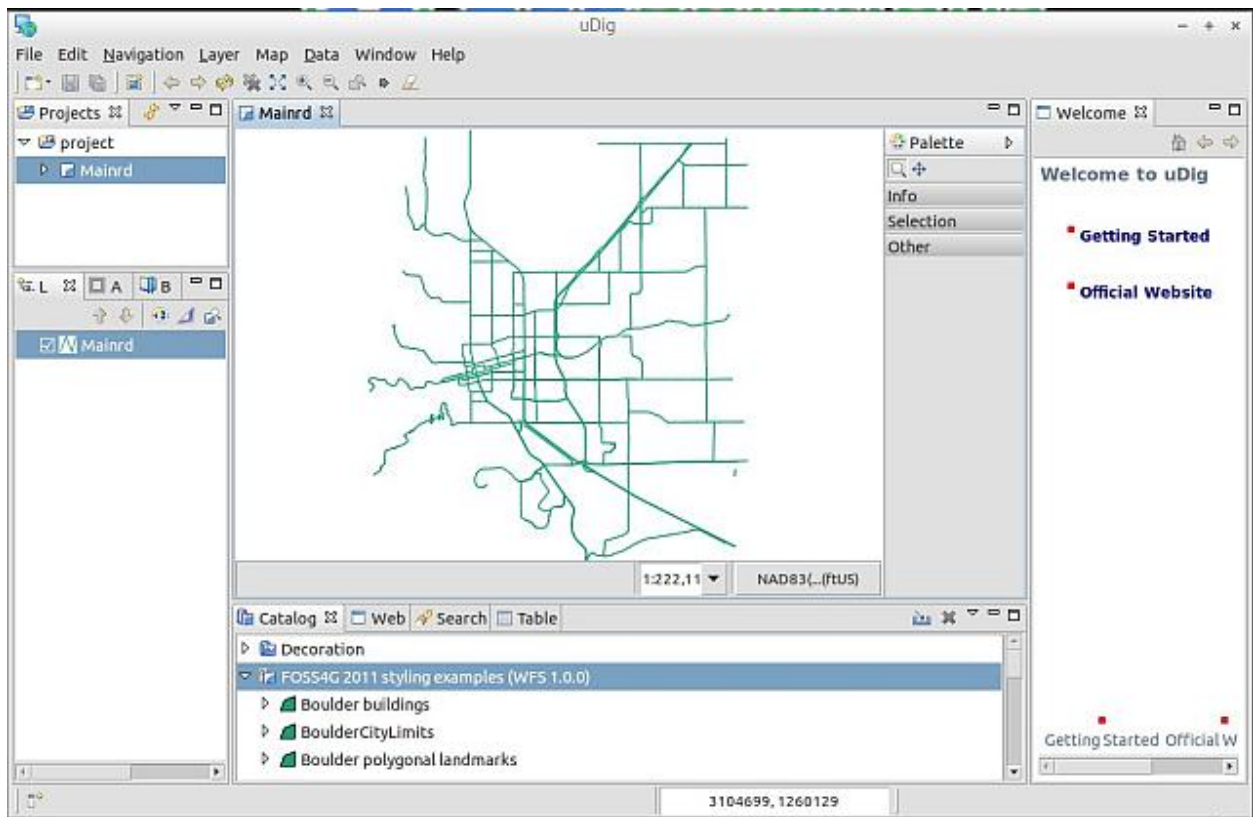 uDig
File Edit Navigation Layer Map Data Window Help
Projects
project
Mainrd
L A B
Mainrd
Mainrd
1:222,11
NAD83(...(ftUS)
Palette
Info
Selection
Other
Catalog Web Search Table
Decoration
FOSS4G 2011 styling examples (WFS 1.0.0)
Boulder buildings
BoulderCityLimits
Boulder polygonal landmarks
Welcome
Welcome to uDig
Getting Started
Official Website
Getting Started Official W
3104699, 1260129